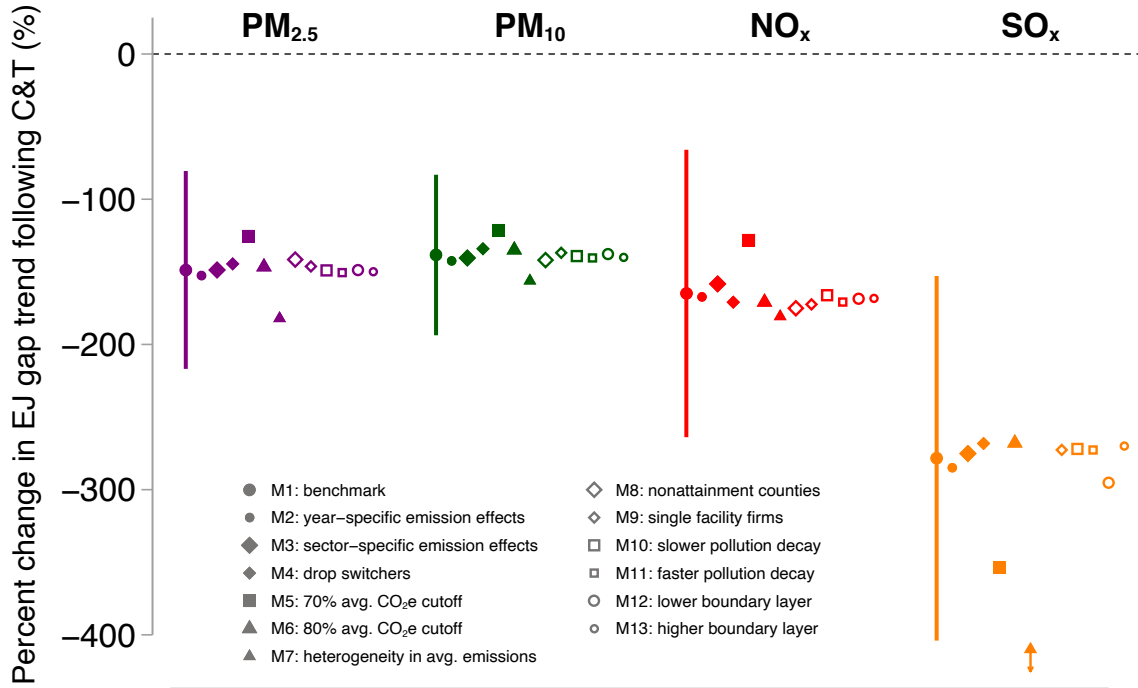 Percent change in EJ gap trend following C&T (%)
PM2.5 PM10 NOx SOx
0
−100
−200
−300
−400
M1: benchmark
M2: year−specific emission effects
M3: sector−specific emission effects
M4: drop switchers
M5: 70% avg. CO2e cutoff
M6: 80% avg. CO2e cutoff
M7: heterogeneity in avg. emissions
M8: nonattainment counties
M9: single facility firms
M10: slower pollution decay
M11: faster pollution decay
M12: lower boundary layer
M13: higher boundary layer